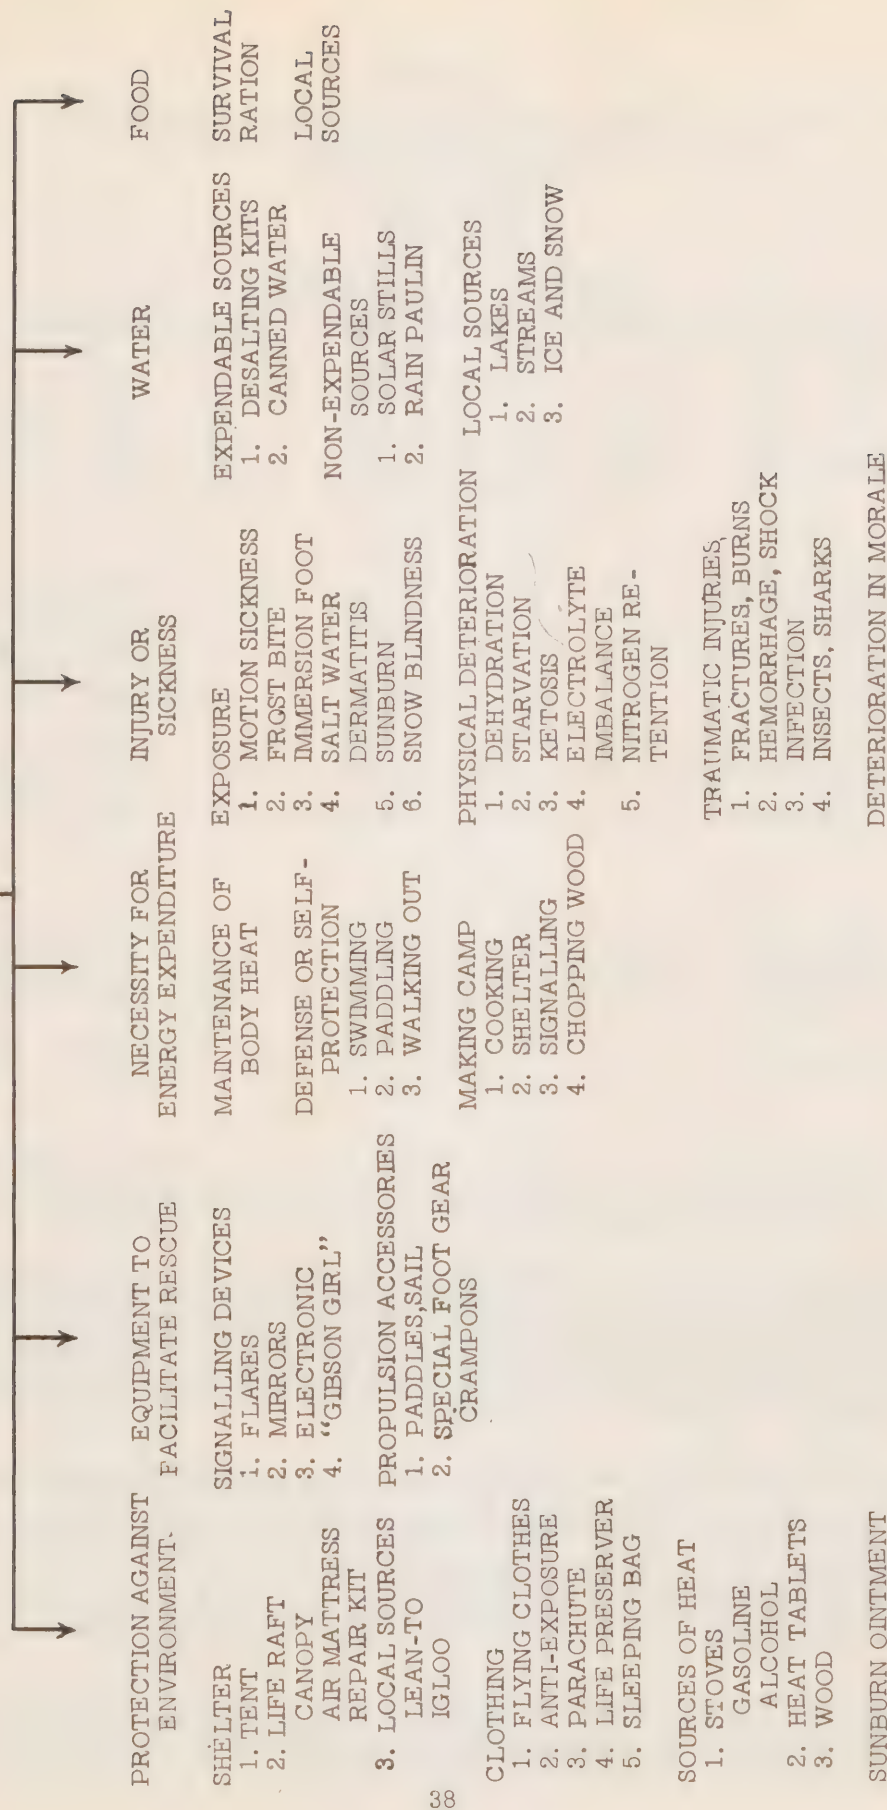 PROTECTION AGAINST
ENVIRONMENT
SHELTER
1. TENT
2. LIFE RAFT
CANOPY
AIR MATTRESS
REPAIR KIT
3. LOCAL SOURCES
LEAN-TO
IGLOO
CLOTHING
1. FLYING CLOTHES
2. ANTI-EXPOSURE
3. PARACHUTE
4. LIFE PRESERVER
5. SLEEPING BAG
SOURCES OF HEAT
1. STOVES
GASOLINE
ALCOHOL
2. HEAT TABLETS
3. WOOD
SUNBURN OINTMENT
EQUIPMENT TO
FACILITATE RESCUE
SIGNALLING DEVICES
1. FLARES
2. MIRRORS
3. ELECTRONIC
4. “GIBSON GIRL”
PROPULSION ACCESSORIES
1. PADDLES,SAIL
2. SPECIAL FOOT GEAR
CRAMPONS
NECESSITY FOR
ENERGY EXPENDITURE
MAINTENANCE OF
BODY HEAT
DEFENSE OR SELF-
PROTECTION
1. SWIMMING
2. PADDLING
3. WALKING OUT
MAKING CAMP
1. COOKING
2. SHELTER
3. SIGNALLING
4. CHOPPING WOOD
INJURY OR
SICKNESS
EXPOSURE
1. MOTION SICKNESS
2. FROST BITE
3. IMMERSION FOOT
4. SALT WATER
DERMATITIS
5. SUNBURN
6. SNOW BLINDNESS
PHYSICAL DETERIORATION
1. DEHYDRATION
2. STARVATION
3. KETOSIS
4. ELECTROLYTE
IMBALANCE
5. NITROGEN RE-
TENTION
TRAUMATIC INJURIES
1. FRACTURES, BURNS
2. HEMORRHAGE, SHOCK
3. INFECTION
4. INSECTS, SHARKS
DETERIORATION IN MORALE
WATER
EXPENDABLE SOURCES
1. DESALTING KITS
2. CANNED WATER
NON-EXPENDABLE
SOURCES
1. SOLAR STILLS
2. RAIN PAULIN
LOCAL SOURCES
1. LAKES
2. STREAMS
3. ICE AND SNOW
FOOD
SURVIVAL
RATION
LOCAL
SOURCES
38